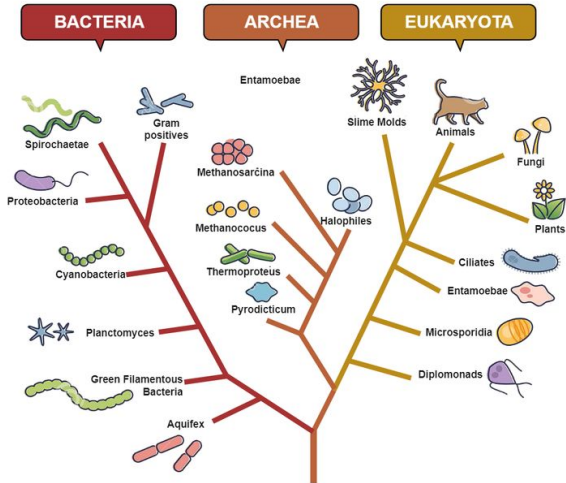 BACTERIA
ARCHEA
EUKARYOTA
Entamoebae
Spirochaetae
Gram
positives
Slime Molds
Animals
Fungi
Methanosarčina
Proteobacteria
Halophiles
Plants
Methanococus
Cyanobacteria
Thermoproteus
Ciliates
Pyrodicticum
Entamoebae
Planctomyces
Microsporidia
Green Filamentous
Bacteria
Diplomonads
Aquifex